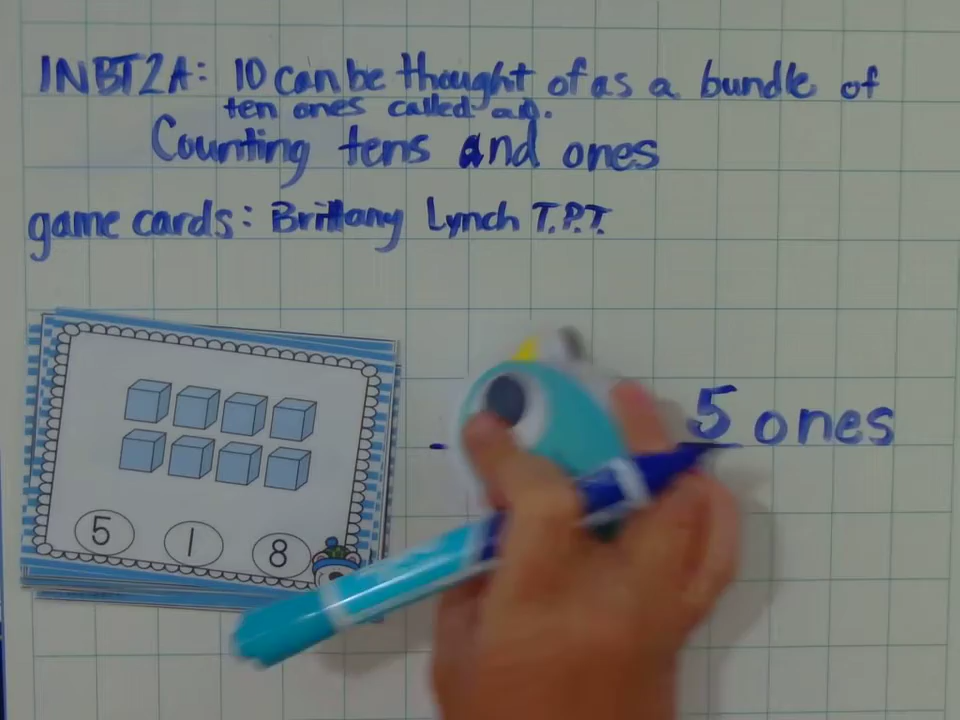 1NBT2A: 10 can be thought of as a bundle of
ten ones called a
Counting tens and ones
game cards: Brittany Lynch T.P.T.
5 ones
5 1 8